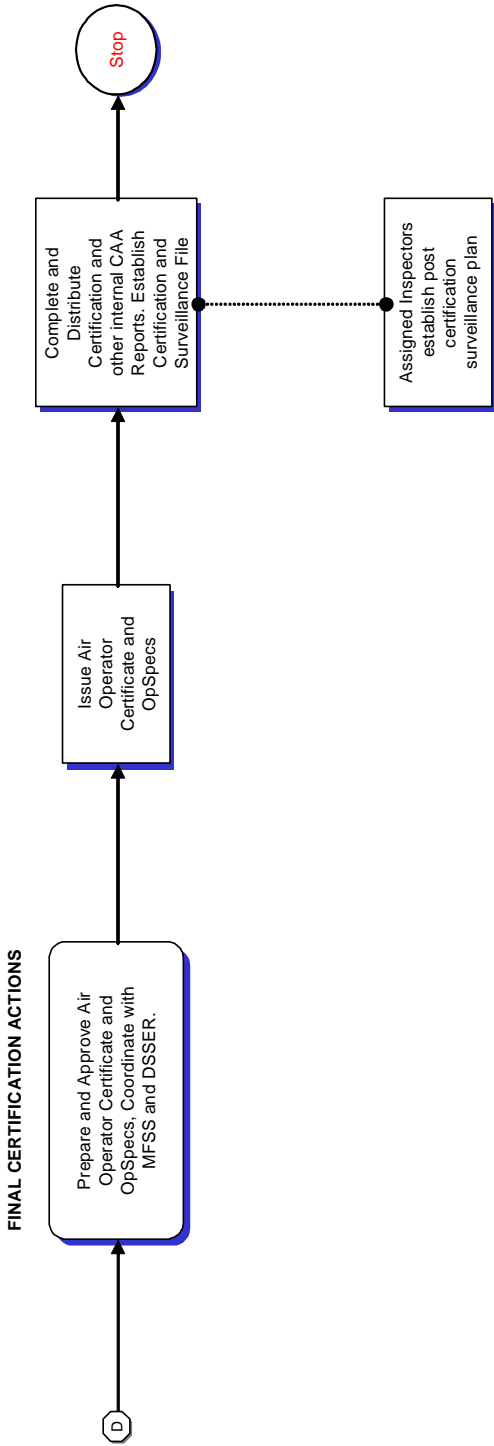 FINAL CERTIFICATION ACTIONS
D
Prepare and Approve Air
Operator Certificate and
OpSpecs, Coordinate with
MFSS and DSSER.
Issue Air
Operator
Certificate and
OpSpecs
Complete and
Distribute
Certification and
other internal CAA
Reports. Establish
Certification and
Surveillance File
Stop
Assigned Inspectors
establish post
certification
surveillance plan